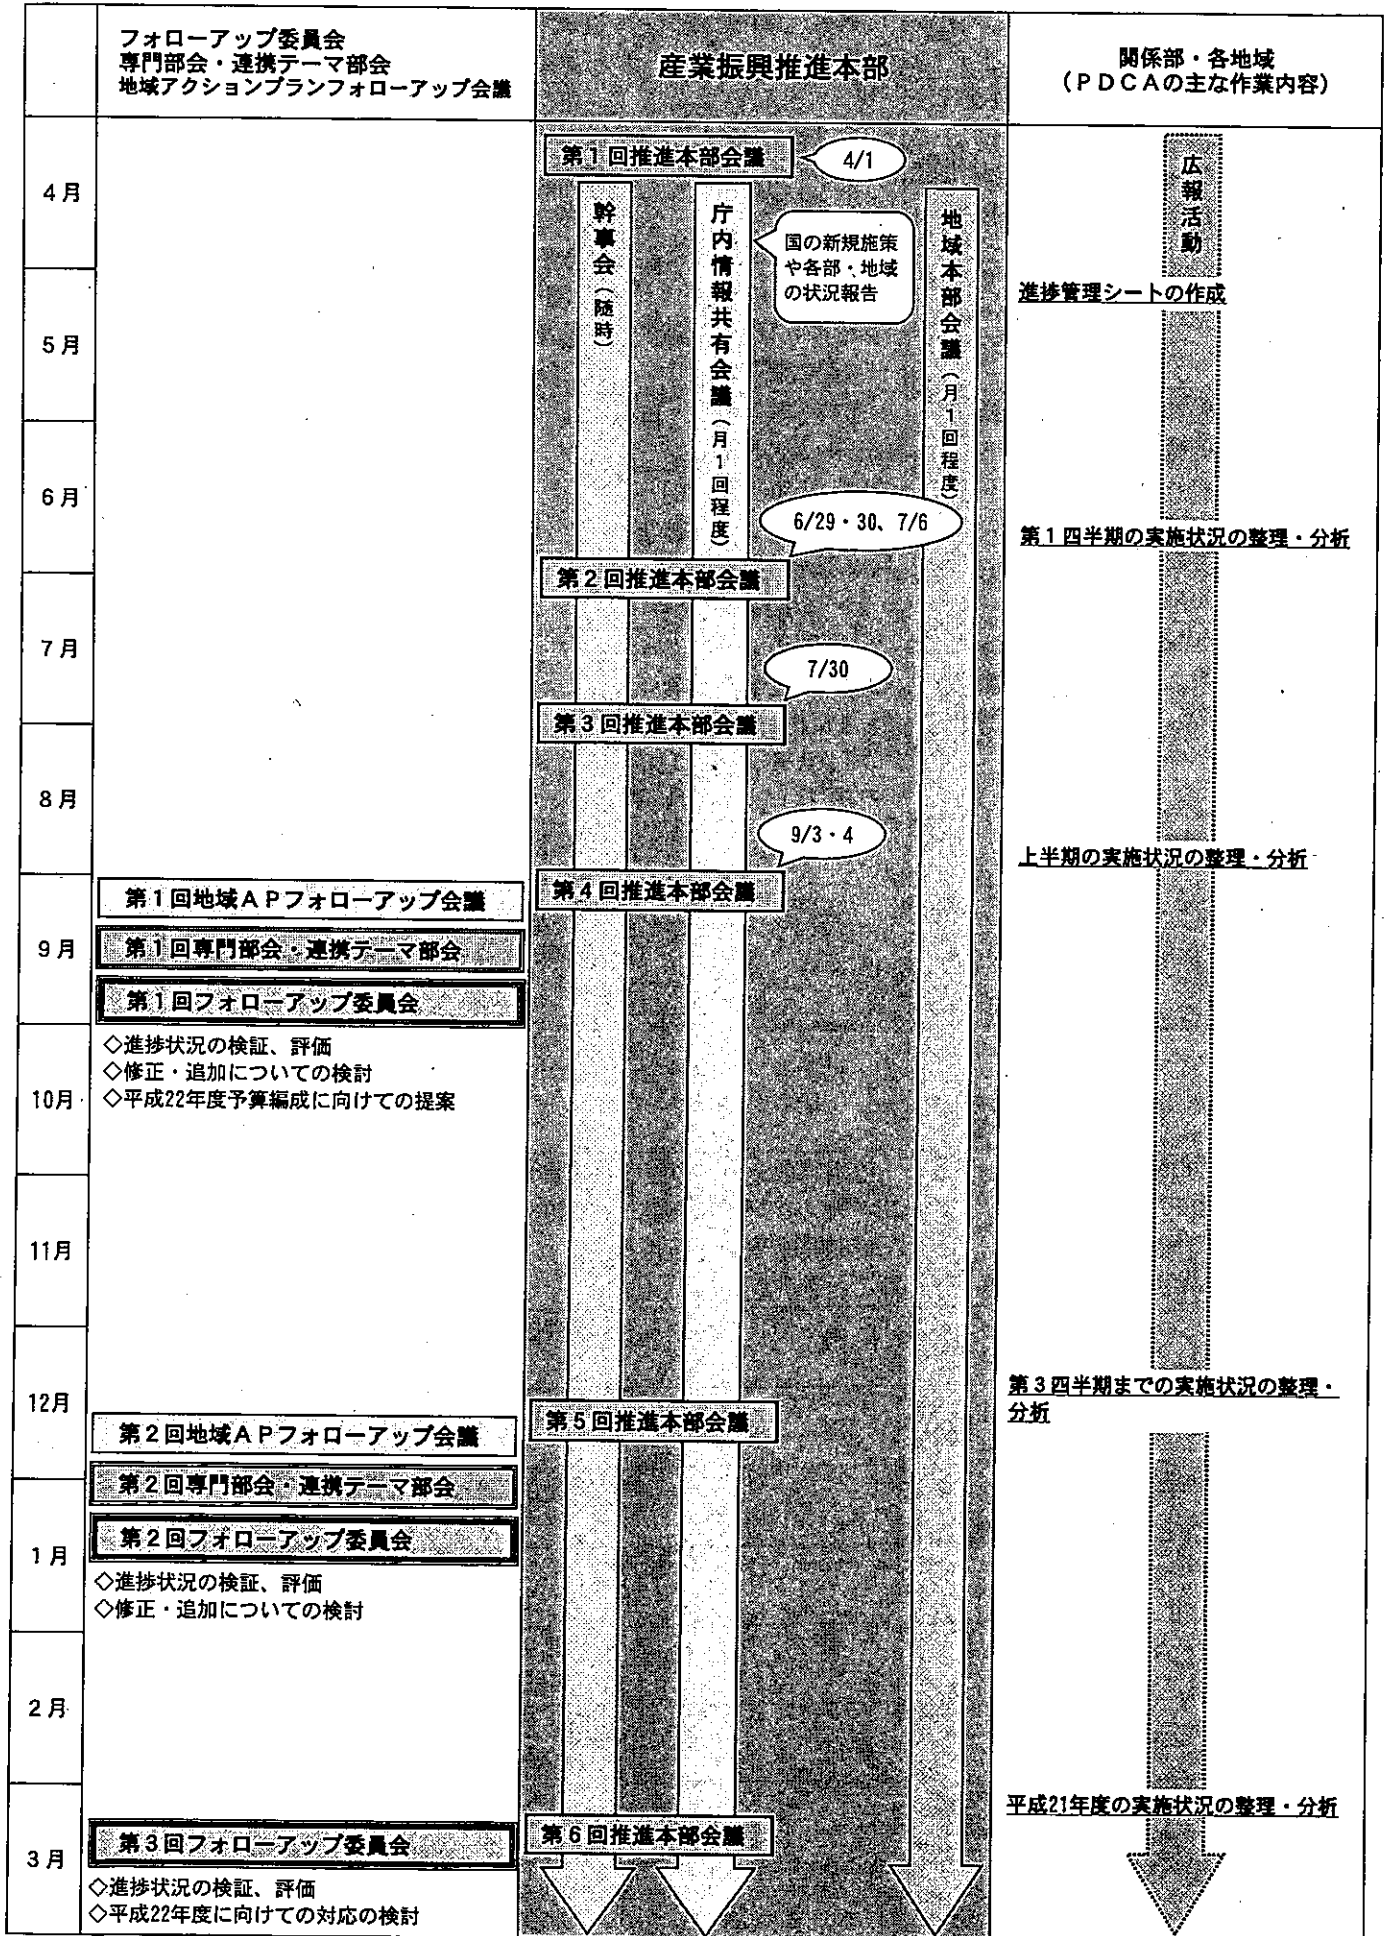 フォローアップ委員会
専門部会・連携テーマ部会
地域アクションプランフォローアップ会議
産業振興推進本部
関係部・各地域
（ＰＤＣＡの主な作業内容）
4月
5月
6月
7月
8月
9月
10月
11月
12月
1月
2月
3月
第1回地域ＡＰフォローアップ会議
第1回専門部会・連携テーマ部会
第1回フォローアップ委員会
◇進捗状況の検証、評価
◇修正・追加についての検討
◇平成22年度予算編成に向けての提案
第2回地域ＡＰフォローアップ会議
第2回専門部会・連携テーマ部会
第2回フォローアップ委員会
◇進捗状況の検証、評価
◇修正・追加についての検討
第3回フォローアップ委員会
◇進捗状況の検証、評価
◇平成22年度に向けての対応の検討
第1回推進本部会議
4/1
幹事会（随時）
庁内情報共有会議（月1回程度）
国の新規施策
や各部・地域
の状況報告
地域本部会議（月1回程度）
6/29・30、7/6
第2回推進本部会議
7/30
第3回推進本部会議
9/3・4
第4回推進本部会議
第5回推進本部会議
第6回推進本部会議
広報活動
進捗管理シートの作成
第1四半期の実施状況の整理・分析
上半期の実施状況の整理・分析
第3四半期までの実施状況の整理・
分析
平成21年度の実施状況の整理・分析